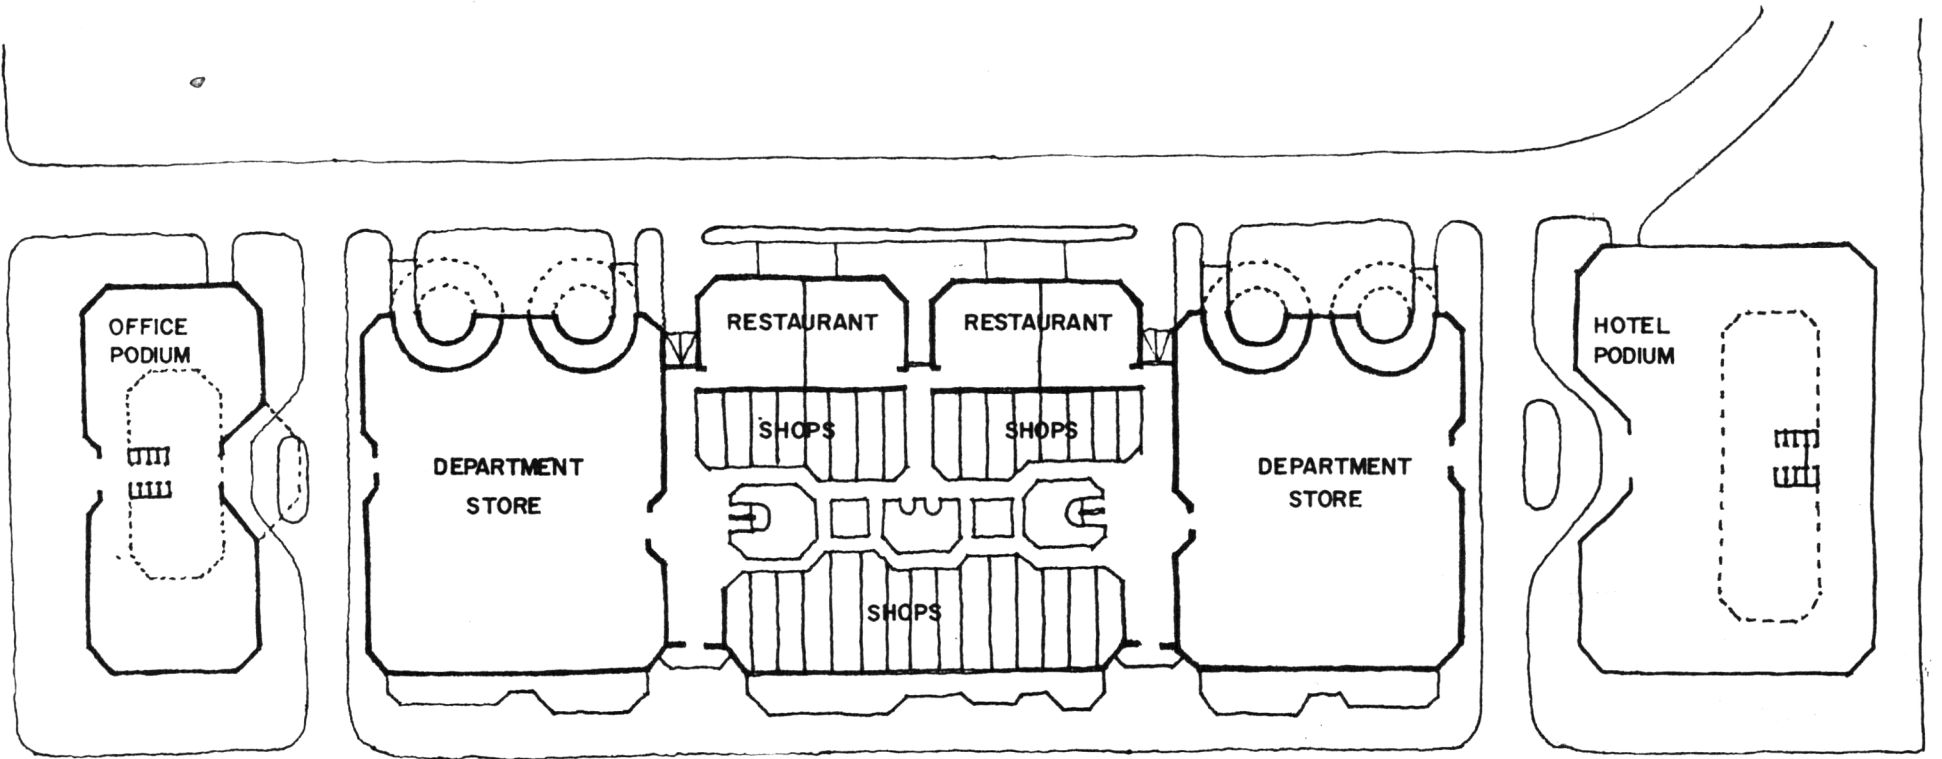 OFFICE
PODIUM
DEPARTMENT
STORE
RESTAURANT
RESTAURANT
SHOPS
SHOPS
SHOPS
DEPARTMENT
STORE
HOTEL
PODIUM